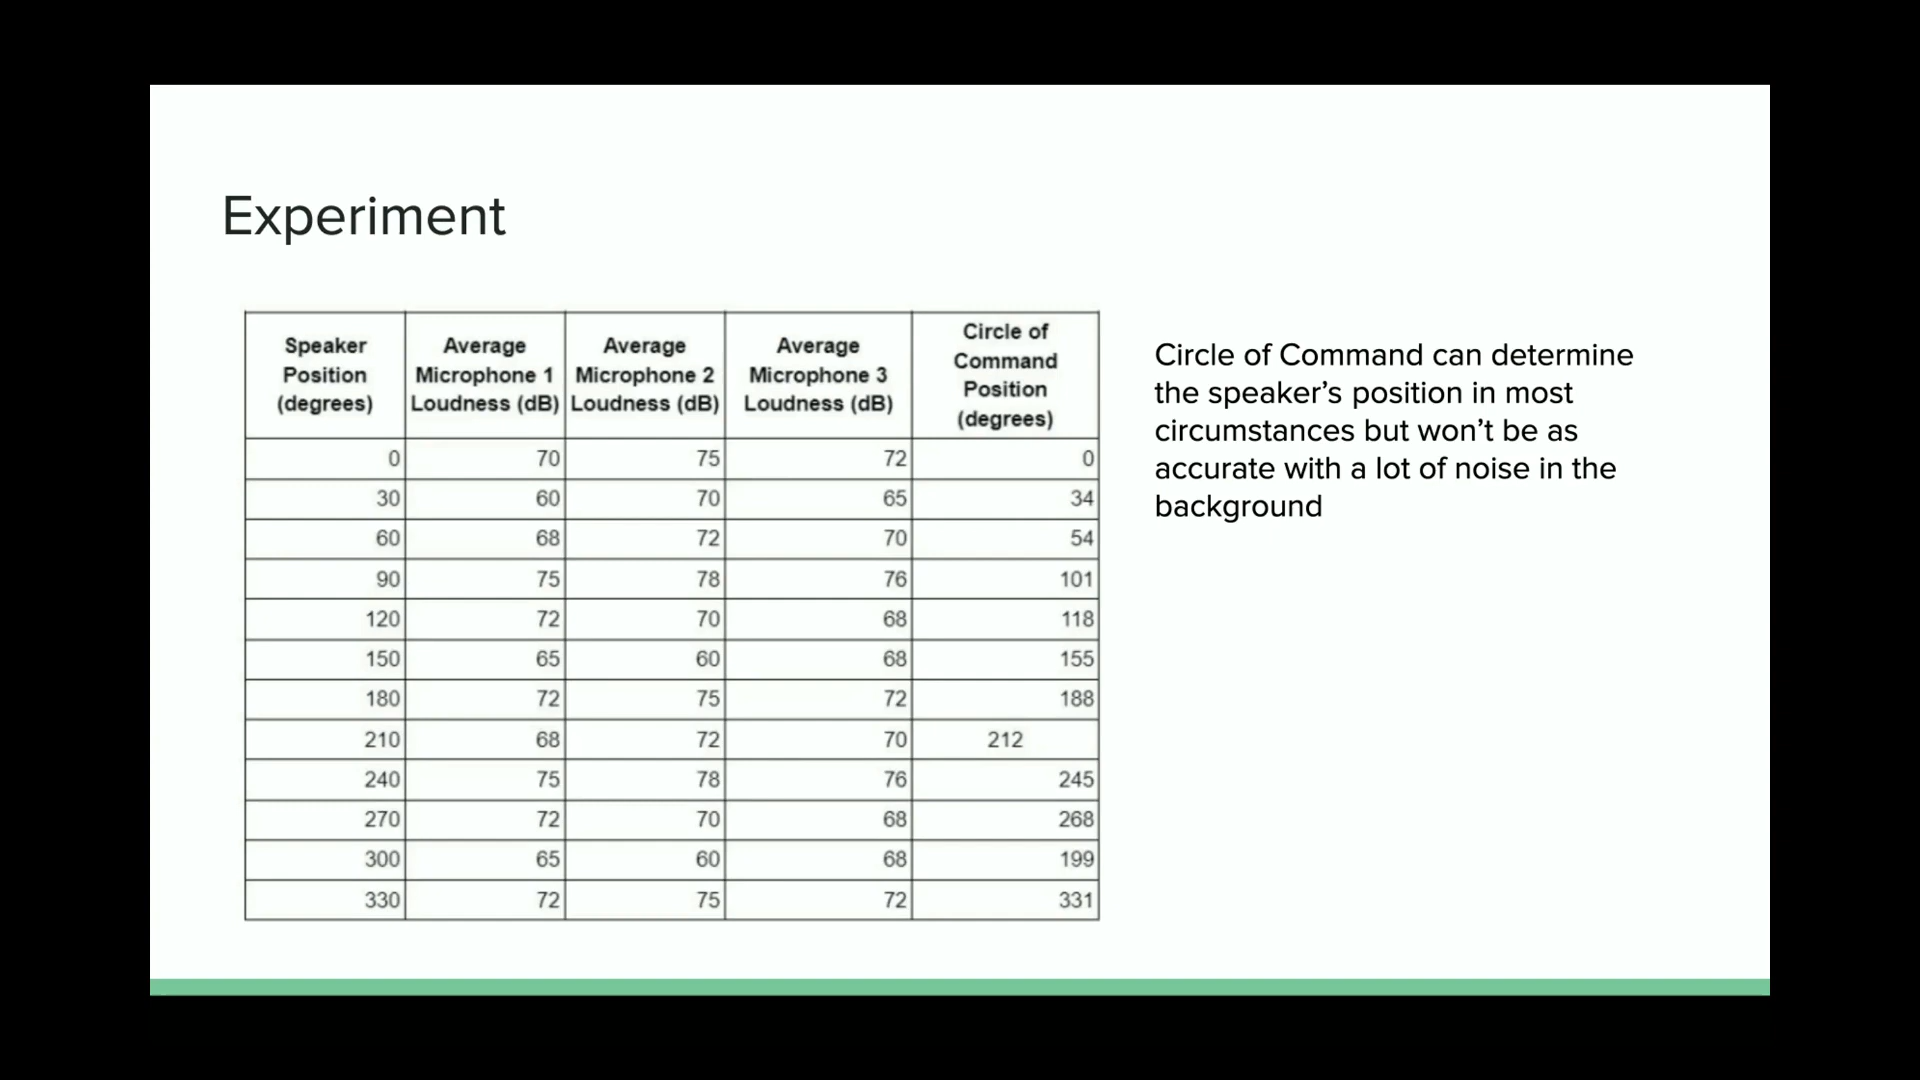 Experiment
Speaker Position (degrees) Average Microphone 1 Loudness (dB) Average Microphone 2 Loudness (dB) Average Microphone 3 Loudness (dB) Circle of Command Position (degrees)
0 70 75 72 0
30 60 70 65 34
60 68 72 70 54
90 75 78 76 101
120 72 70 68 118
150 65 60 68 155
180 72 75 72 188
210 68 72 70 212
240 75 78 76 245
270 72 70 68 268
300 65 60 68 199
330 72 75 72 331
Circle of Command can determine
the speaker’s position in most
circumstances but won’t be as
accurate with a lot of noise in the
background